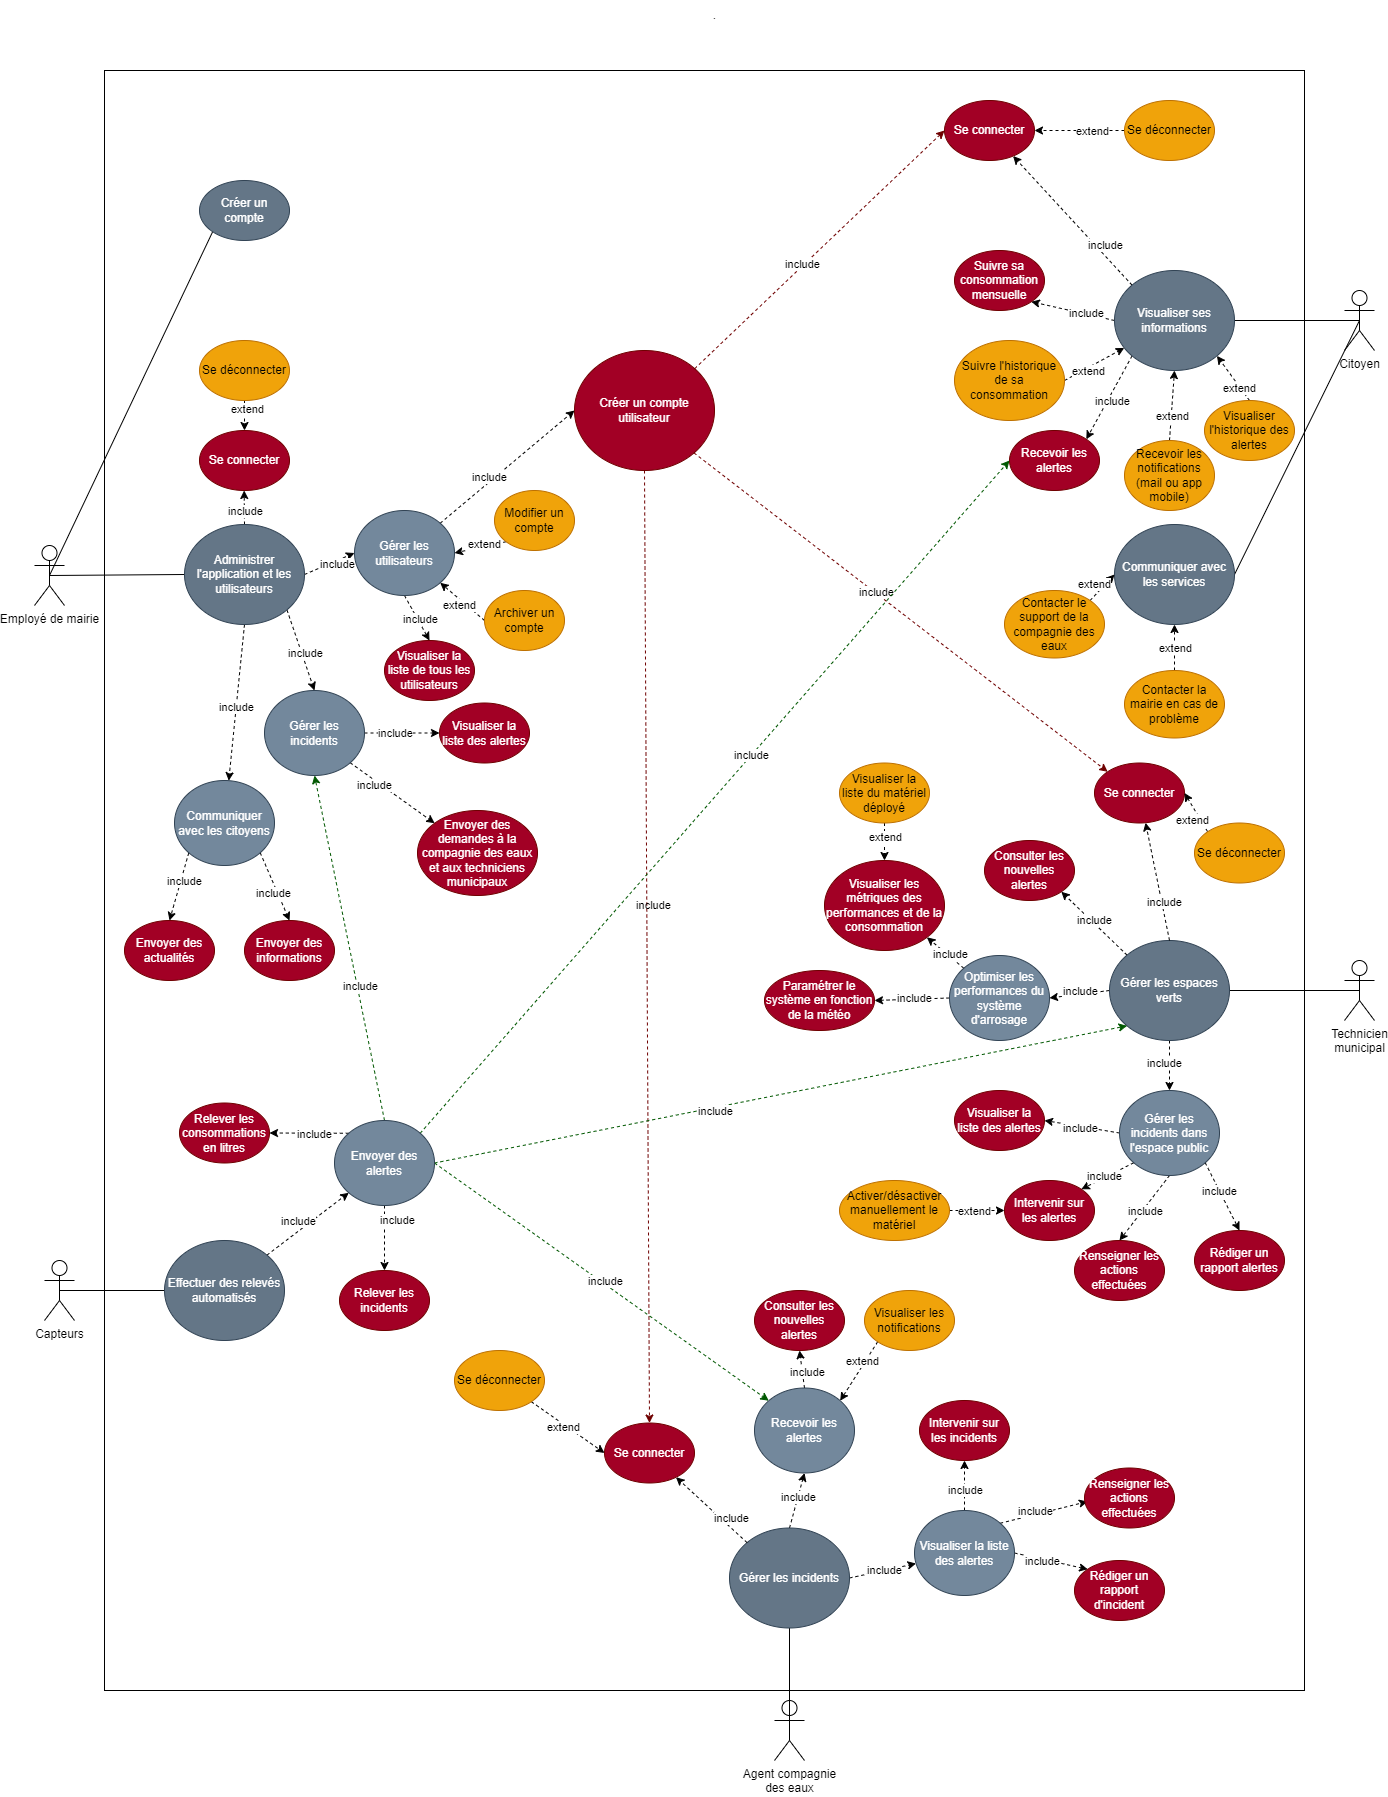 .
Se connecter
extend
Se déconnecter
Créer un
compte
include
include
Suivre sa
consommation
mensuelle
include
Visualiser ses
informations
Citoyen
Se déconnecter
extend
Suivre l'historique
de sa
consommation
extend
include
extend
extend
Visualiser
l'historique des
alertes
Créer un compte
utilisateur
Se connecter
Recevoir les
alertes
Recevoir les
notifications
(mail ou app
mobile)
include
include
Modifier un
compte
extend
Gérer les
utilisateurs
include
Administrer
l'application et les
utilisateurs
Employé de mairie
extend
Archiver un
compte
include
Visualiser la
liste de tous les
utilisateurs
include
Communiquer avec
les services
extend
Contacter le
support de la
compagnie des
eaux
extend
Contacter la
mairie en cas de
problème
include
include
Gérer les
incidents
include
Visualiser la
liste des alertes
include
include
Envoyer des
demandes à la
compagnie des eaux
et aux techniciens
municipaux
Communiquer
avec les citoyens
include
include
Envoyer des
actualités
Envoyer des
informations
include
include
Visualiser la
liste du matériel
déployé
extend
Se connecter
extend
Se déconnecter
Consulter les
nouvelles
alertes
Visualiser les
métriques des
performances et de la
consommation
include
include
include
Paramétrer le
système en fonction
de la météo
include
Optimiser les
performances du
système
d'arrosage
include
Gérer les espaces
verts
Technicien
municipal
include
include
Relever les
consommations
en litres
include
Envoyer des
alertes
Visualiser la
liste des alertes
include
Gérer les
incidents dans
l'espace public
include
include
include
Activer/désactiver
manuellement le
matériel
extend
Intervenir sur
les alertes
Renseigner les
actions
effectuées
Rédiger un
rapport alertes
include
include
Effectuer des relevés
automatisés
Capteurs
Relever les
incidents
include
Consulter les
nouvelles
alertes
Visualiser les
notifications
include
extend
Se déconnecter
extend
Se connecter
Recevoir les
alertes
Intervenir sur
les incidents
include
include
include
include
Renseigner les
actions
effectuées
Visualiser la liste
des alertes
include
Rédiger un
rapport
d'incident
include
Gérer les incidents
Agent compagnie
des eaux